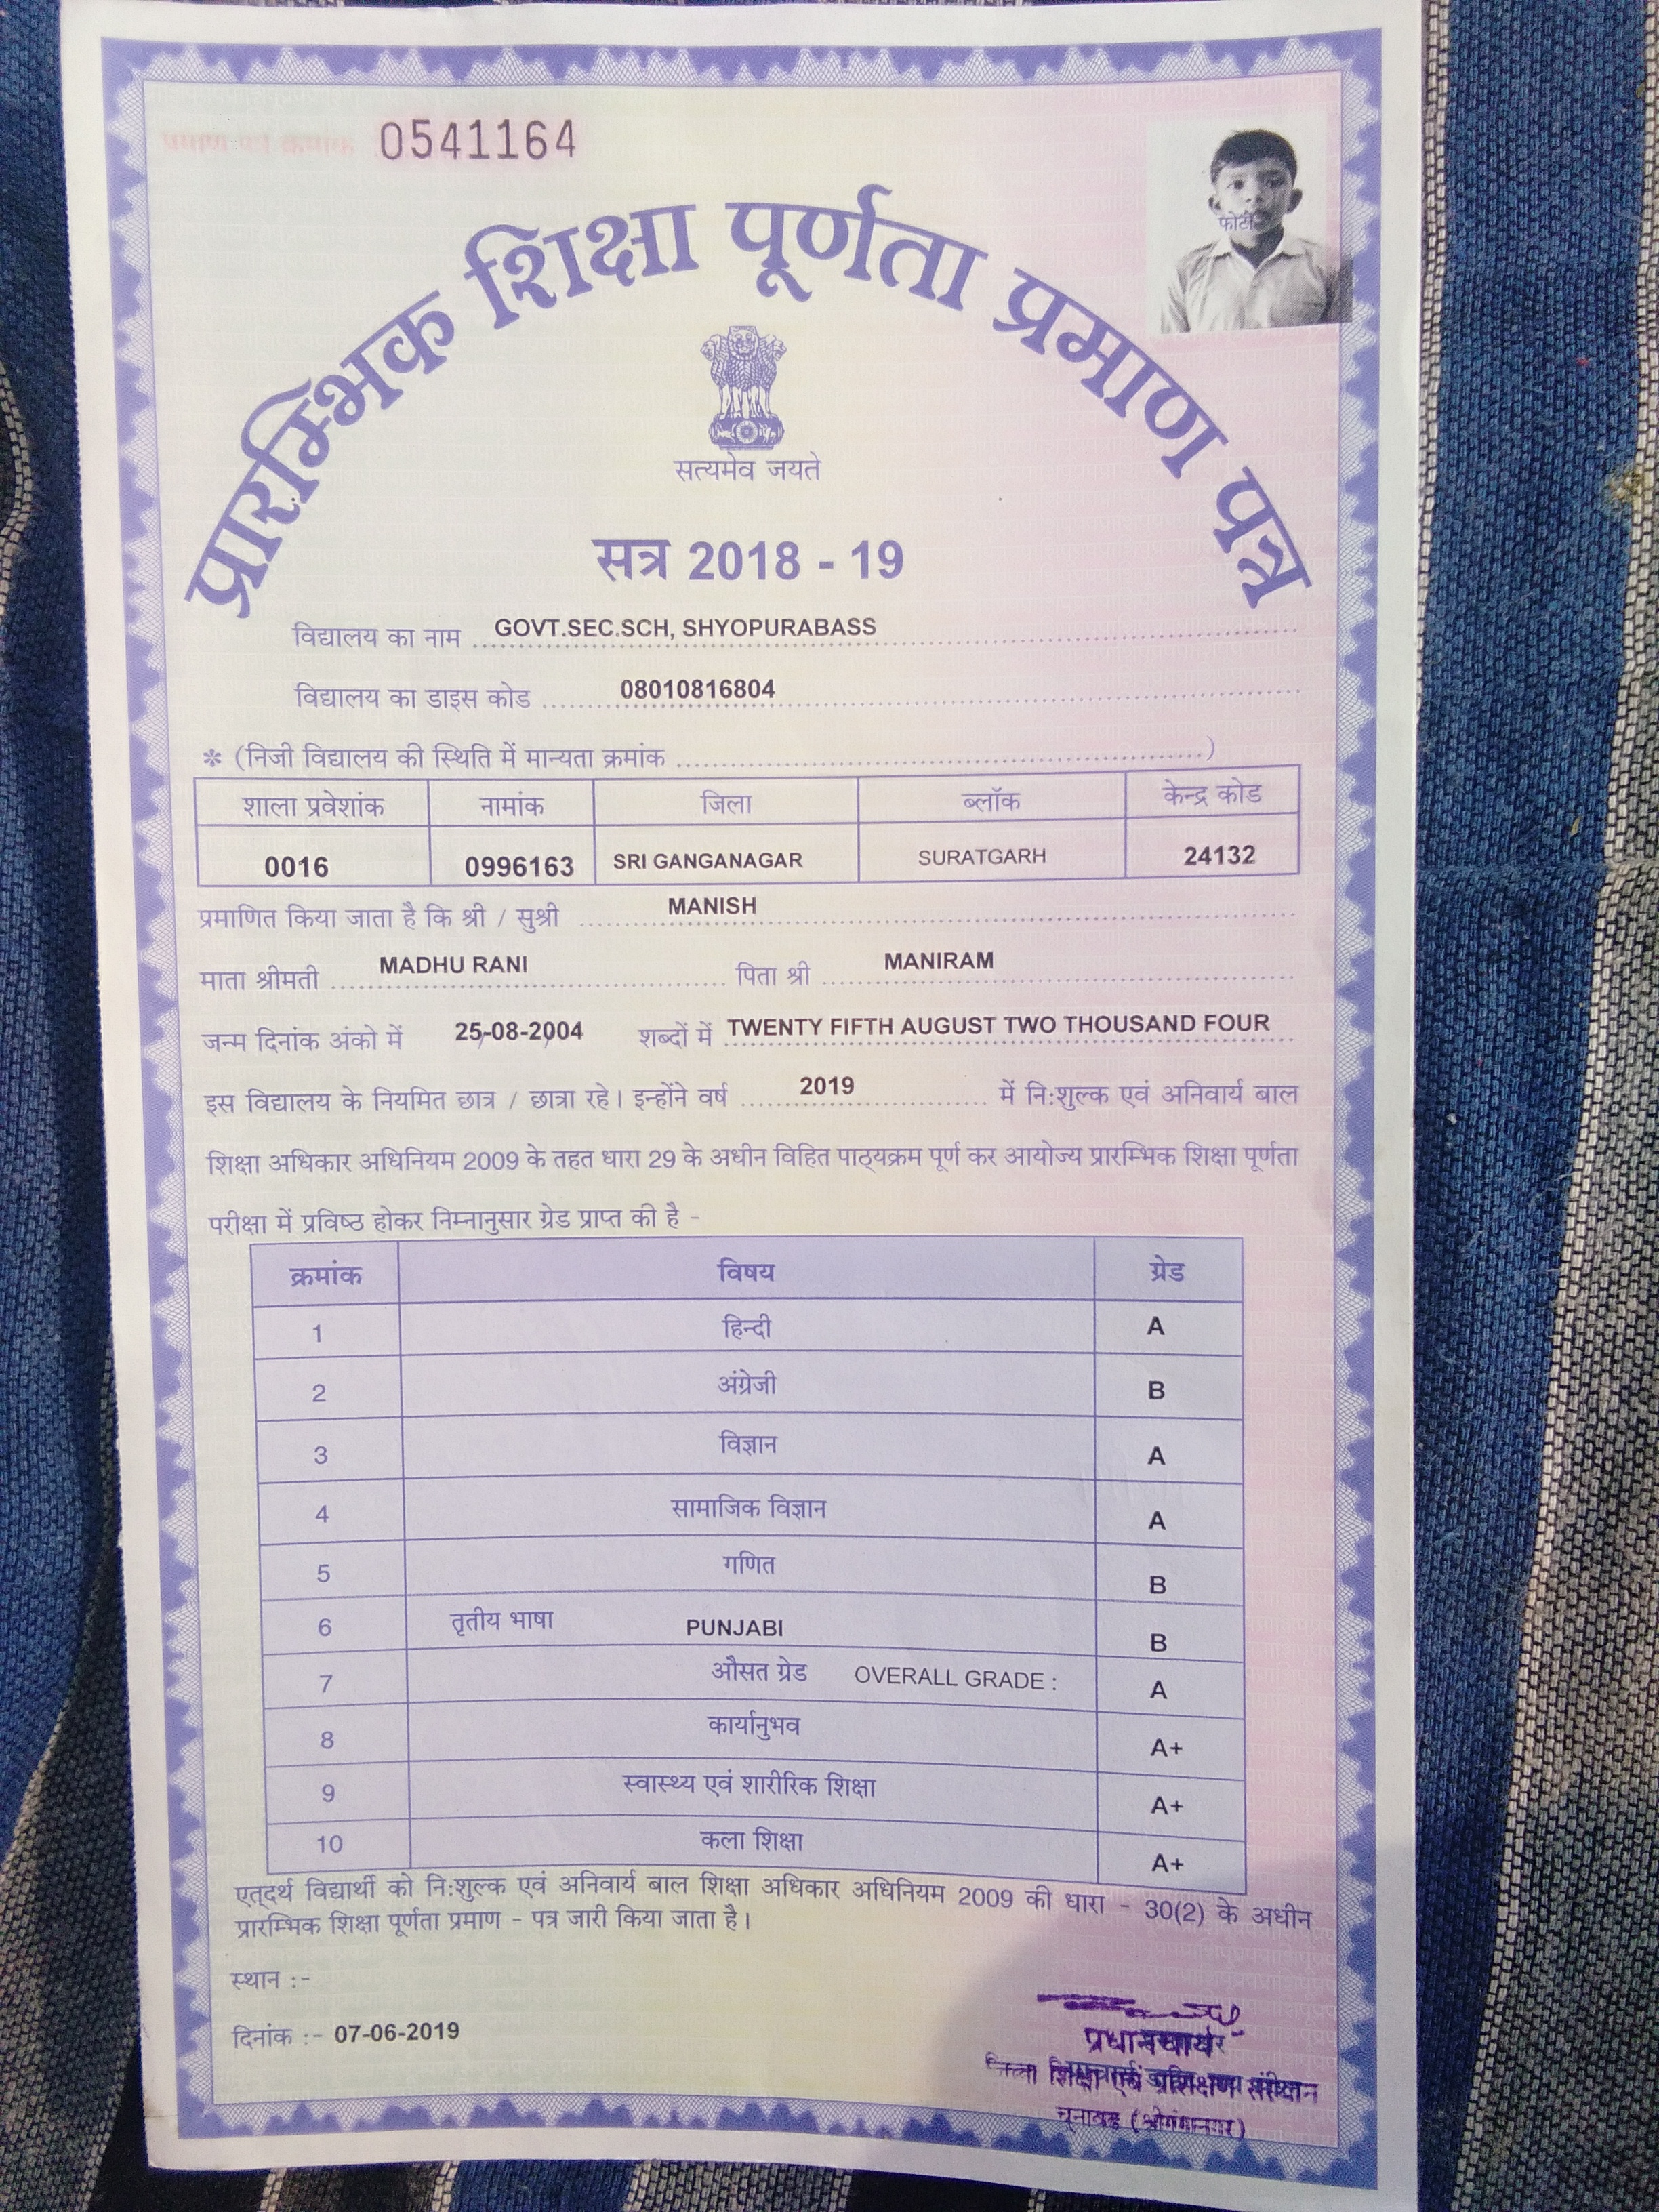 प्रमाण पत्र क्रमांक 0541164
फोटो
प्रारम्भिक शिक्षा पूर्णता प्रमाण पत्र
सत्यमेव जयते
सत्र 2018 - 19
विद्यालय का नाम GOVT.SEC.SCH, SHYOPURABASS
विद्यालय का डाइस कोड 08010816804
* (निजी विद्यालय की स्थिति में मान्यता क्रमांक ........................)
शाला प्रवेशांक नामांक जिला ब्लॉक केन्द्र कोड
0016 0996163 SRI GANGANAGAR SURATGARH 24132
प्रमाणित किया जाता है कि श्री / सुश्री MANISH
माता श्रीमती MADHU RANI पिता श्री MANIRAM
जन्म दिनांक अंको में 25-08-2004 शब्दों में TWENTY FIFTH AUGUST TWO THOUSAND FOUR
इस विद्यालय के नियमित छात्र / छात्रा रहे। इन्होंने वर्ष 2019 में नि:शुल्क एवं अनिवार्य बाल
शिक्षा अधिकार अधिनियम 2009 के तहत धारा 29 के अधीन विहित पाठ्यक्रम पूर्ण कर आयोज्य प्रारम्भिक शिक्षा पूर्णता
परीक्षा में प्रविष्ठ होकर निम्नानुसार ग्रेड प्राप्त की है -
क्रमांक विषय ग्रेड
1 हिन्दी A
2 अंग्रेजी B
3 विज्ञान A
4 सामाजिक विज्ञान A
5 गणित B
6 तृतीय भाषा PUNJABI B
7 औसत ग्रेड OVERALL GRADE : A
8 कार्यानुभव A+
9 स्वास्थ्य एवं शारीरिक शिक्षा A+
10 कला शिक्षा A+
एत्दर्थ विद्यार्थी को नि:शुल्क एवं अनिवार्य बाल शिक्षा अधिकार अधिनियम 2009 की धारा - 30(2) के अधीन
प्रारम्भिक शिक्षा पूर्णता प्रमाण - पत्र जारी किया जाता है।
स्थान :-
दिनांक :- 07-06-2019
प्रधानाचार्य
जिला शिक्षा एवं प्रशिक्षण संस्थान
चूनावढ (श्रीगंगानगर)